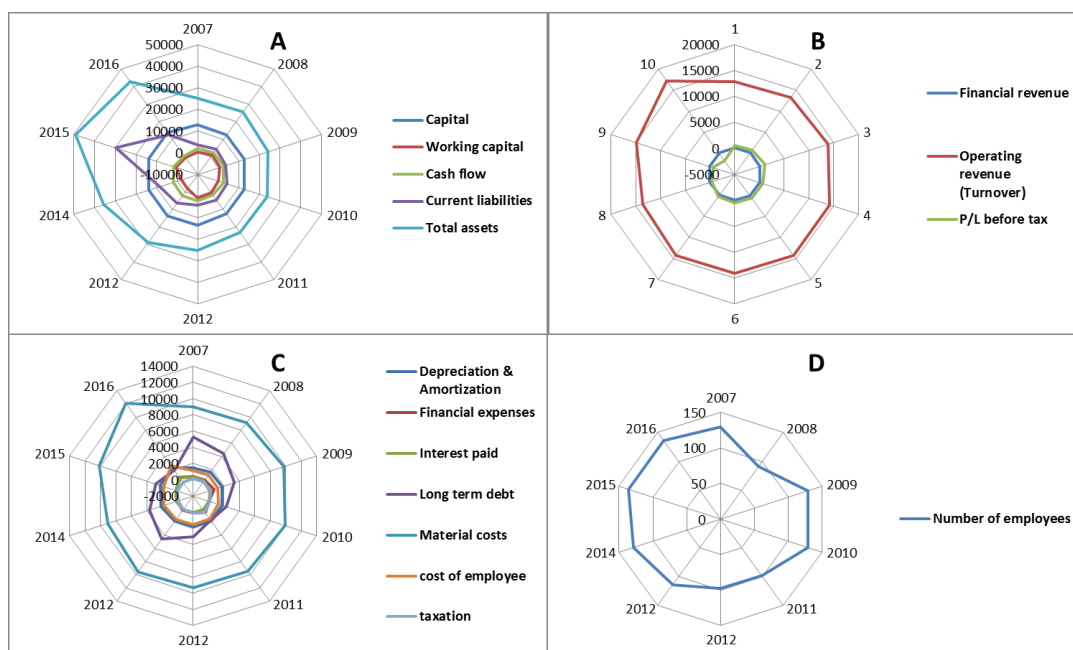 A
2007
50000
40000
30000
20000
10000
0
-10000
2008
2009
2010
2011
2012
2012
2014
2015
2016
Capital
Working capital
Cash flow
Current liabilities
Total assets
B
1
20000
15000
10000
5000
0
-5000
2
3
4
5
6
7
8
9
10
Financial revenue
Operating
revenue
(Turnover)
P/L before tax
C
2007
14000
12000
10000
8000
6000
4000
2000
0
-2000
2008
2009
2010
2011
2012
2012
2014
2015
2016
Depreciation &
Amortization
Financial expenses
Interest paid
Long term debt
Material costs
cost of employee
taxation
D
2007
150
100
50
0
2008
2009
2010
2011
2012
2012
2014
2015
2016
Number of employees